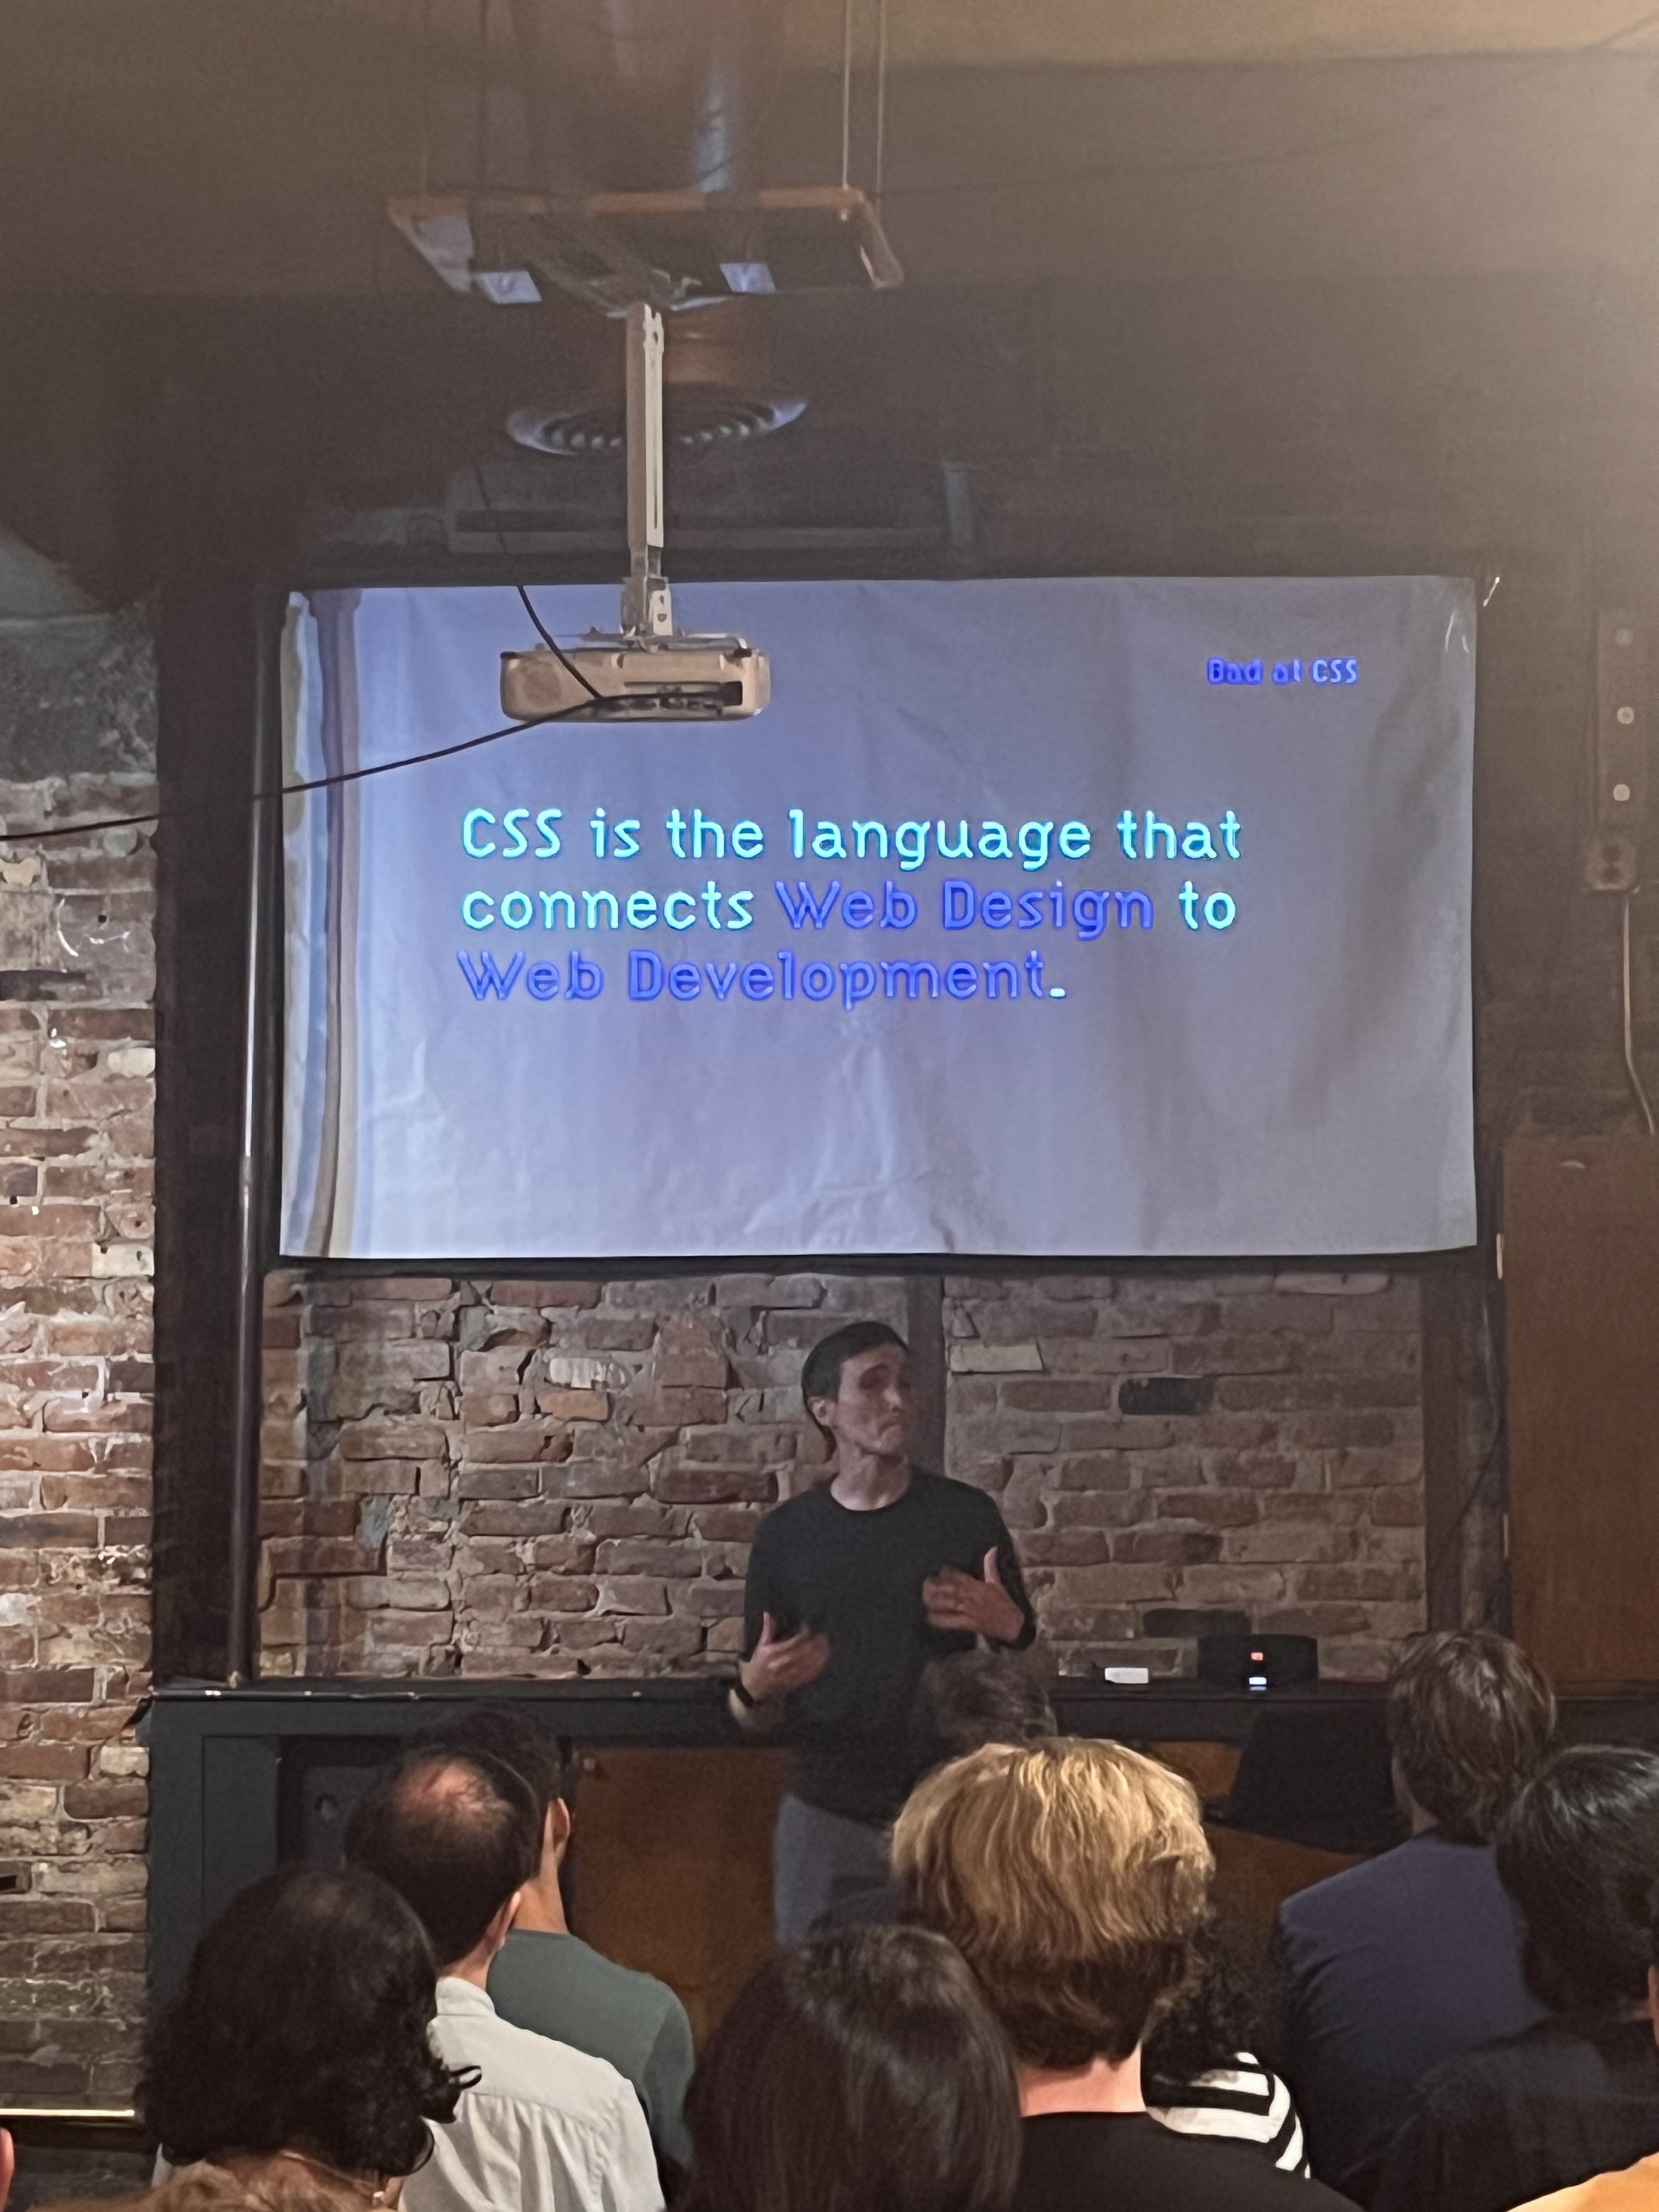 Bad at CSS
CSS is the language that
connects Web Design to
Web Development.